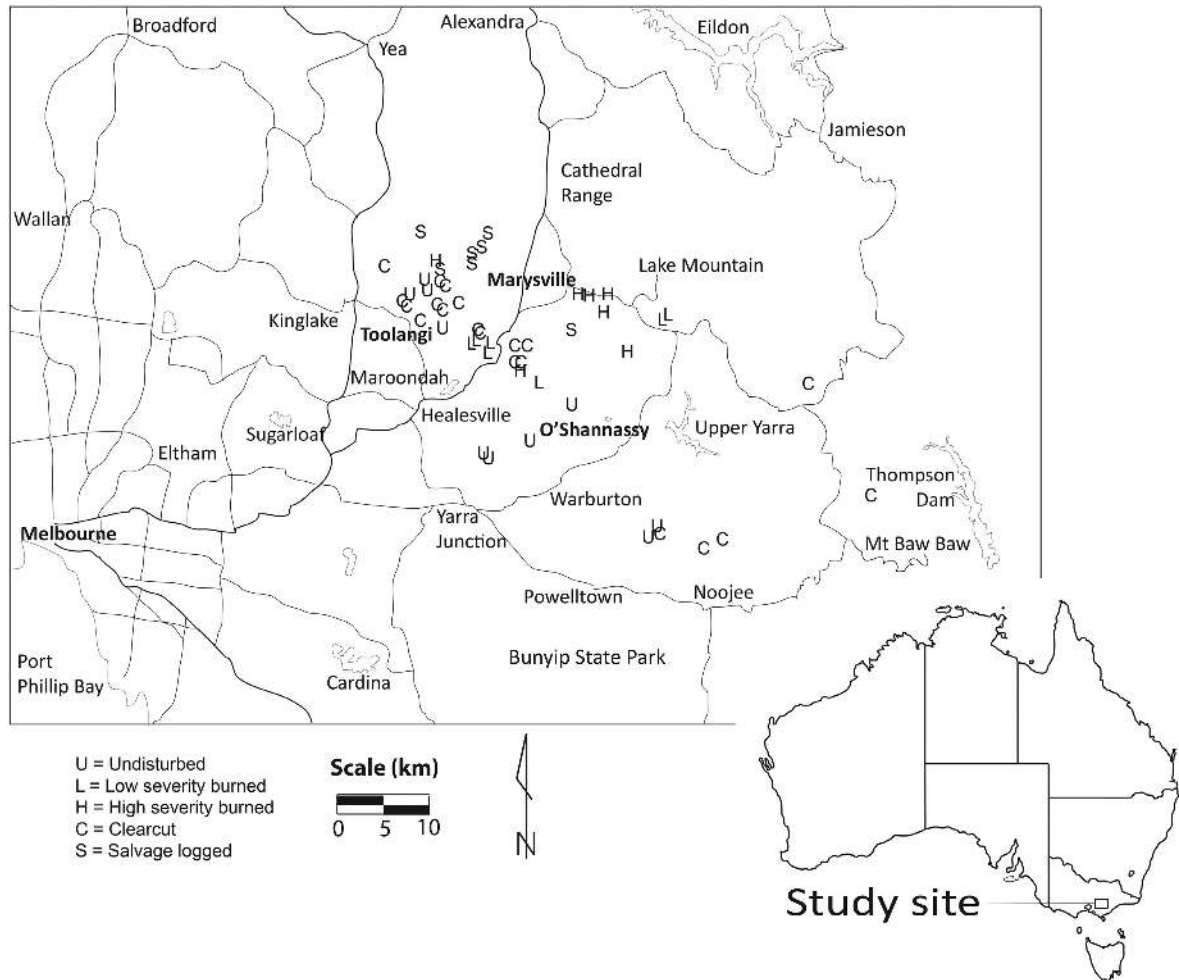 Alexandra
Broadford
Eildon
Yea
Jamieson
Cathedral
Range
Wallan
S
S
S
S
H
S
S
C
Lake Mountain
Marysville
U
C
C
U
U
H
H
H
C
C
C
C
C
H
L
L
Kinglake
C
Toolangi
U
S
C
C
L
L
L
L
C
C
H
C
C
H
Maroondah
L
C
U
Healesville
O'Shannassy
Upper Yarra
Sugarloaf
U
Eltham
U
U
Thompson
Dam
C
Warburton
Yarra
Junction
U
U
C
C
C
Melbourne
Mt Baw Baw
Powelltown
Noojee
Bunyip State Park
Port
Phillip Bay
Cardina
U = Undisturbed
L = Low severity burned
H = High severity burned
C = Clearcut
S = Salvage logged
Scale (km)
0 5 10
N
Study site